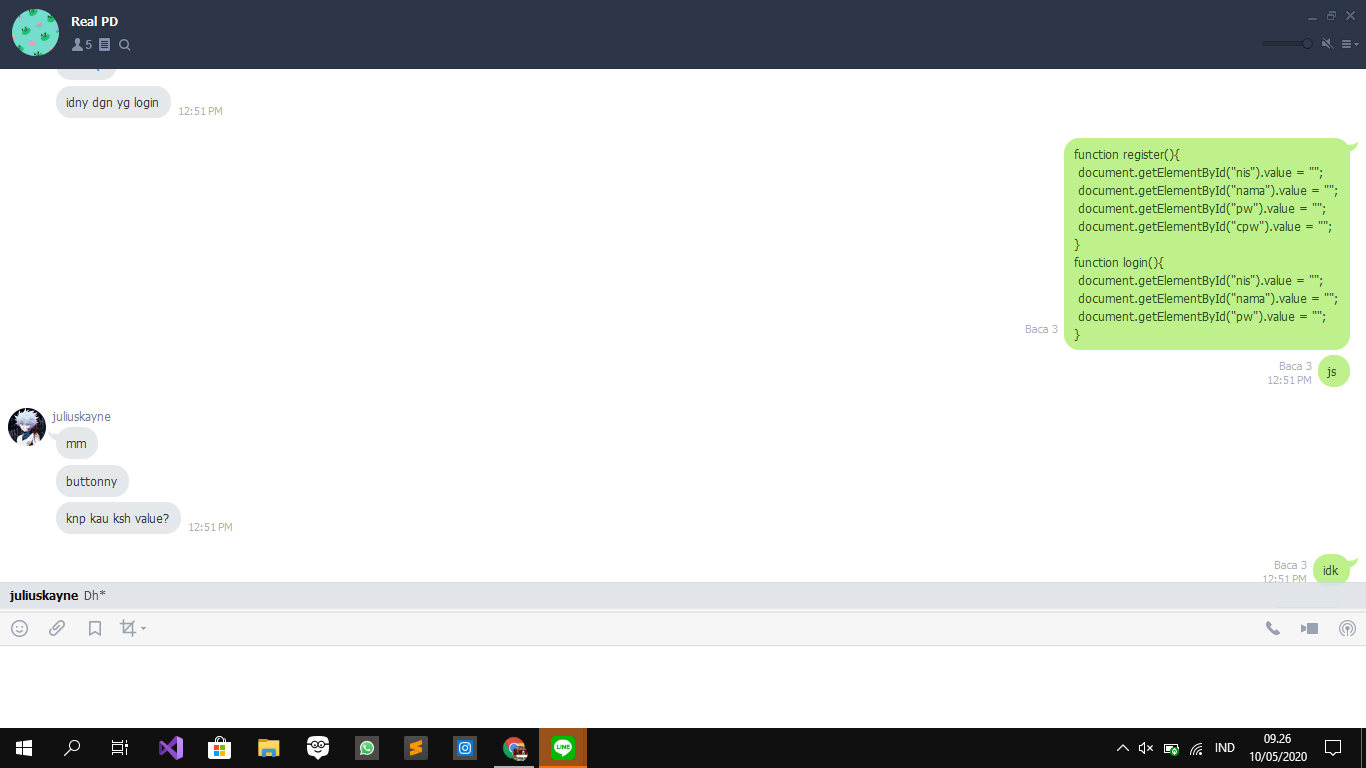 Real PD
5
idny dgn yg login
12:51 PM
function register(){
document.getElementById("nis").value = "";
document.getElementById("nama").value = "";
document.getElementById("pw").value = "";
document.getElementById("cpw").value = "";
}
function login(){
document.getElementById("nis").value = "";
document.getElementById("nama").value = "";
document.getElementById("pw").value = "";
}
Baca 3
Baca 3
12:51 PM
js
juliuskayne
mm
buttonny
knp kau ksh value?
12:51 PM
Baca 3
12:51 PM
idk
juliuskayne Dh*
LINE
IND
09.26
10/05/2020